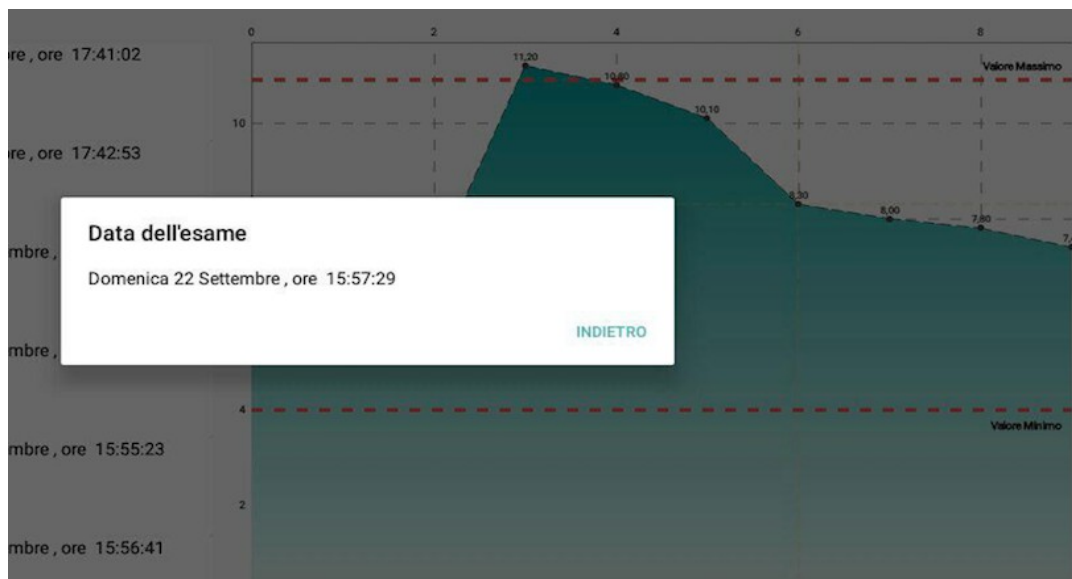 0 2 4 6 8
re , ore 17:41:02
11,20
Valore Massimo
10,80
10,10
10
re , ore 17:42:53
8,30
8,00
7,80
7,
Data dell'esame
mbre ,
Domenica 22 Settembre , ore 15:57:29
INDIETRO
mbre ,
4
Valore Minimo
mbre , ore 15:55:23
2
mbre , ore 15:56:41